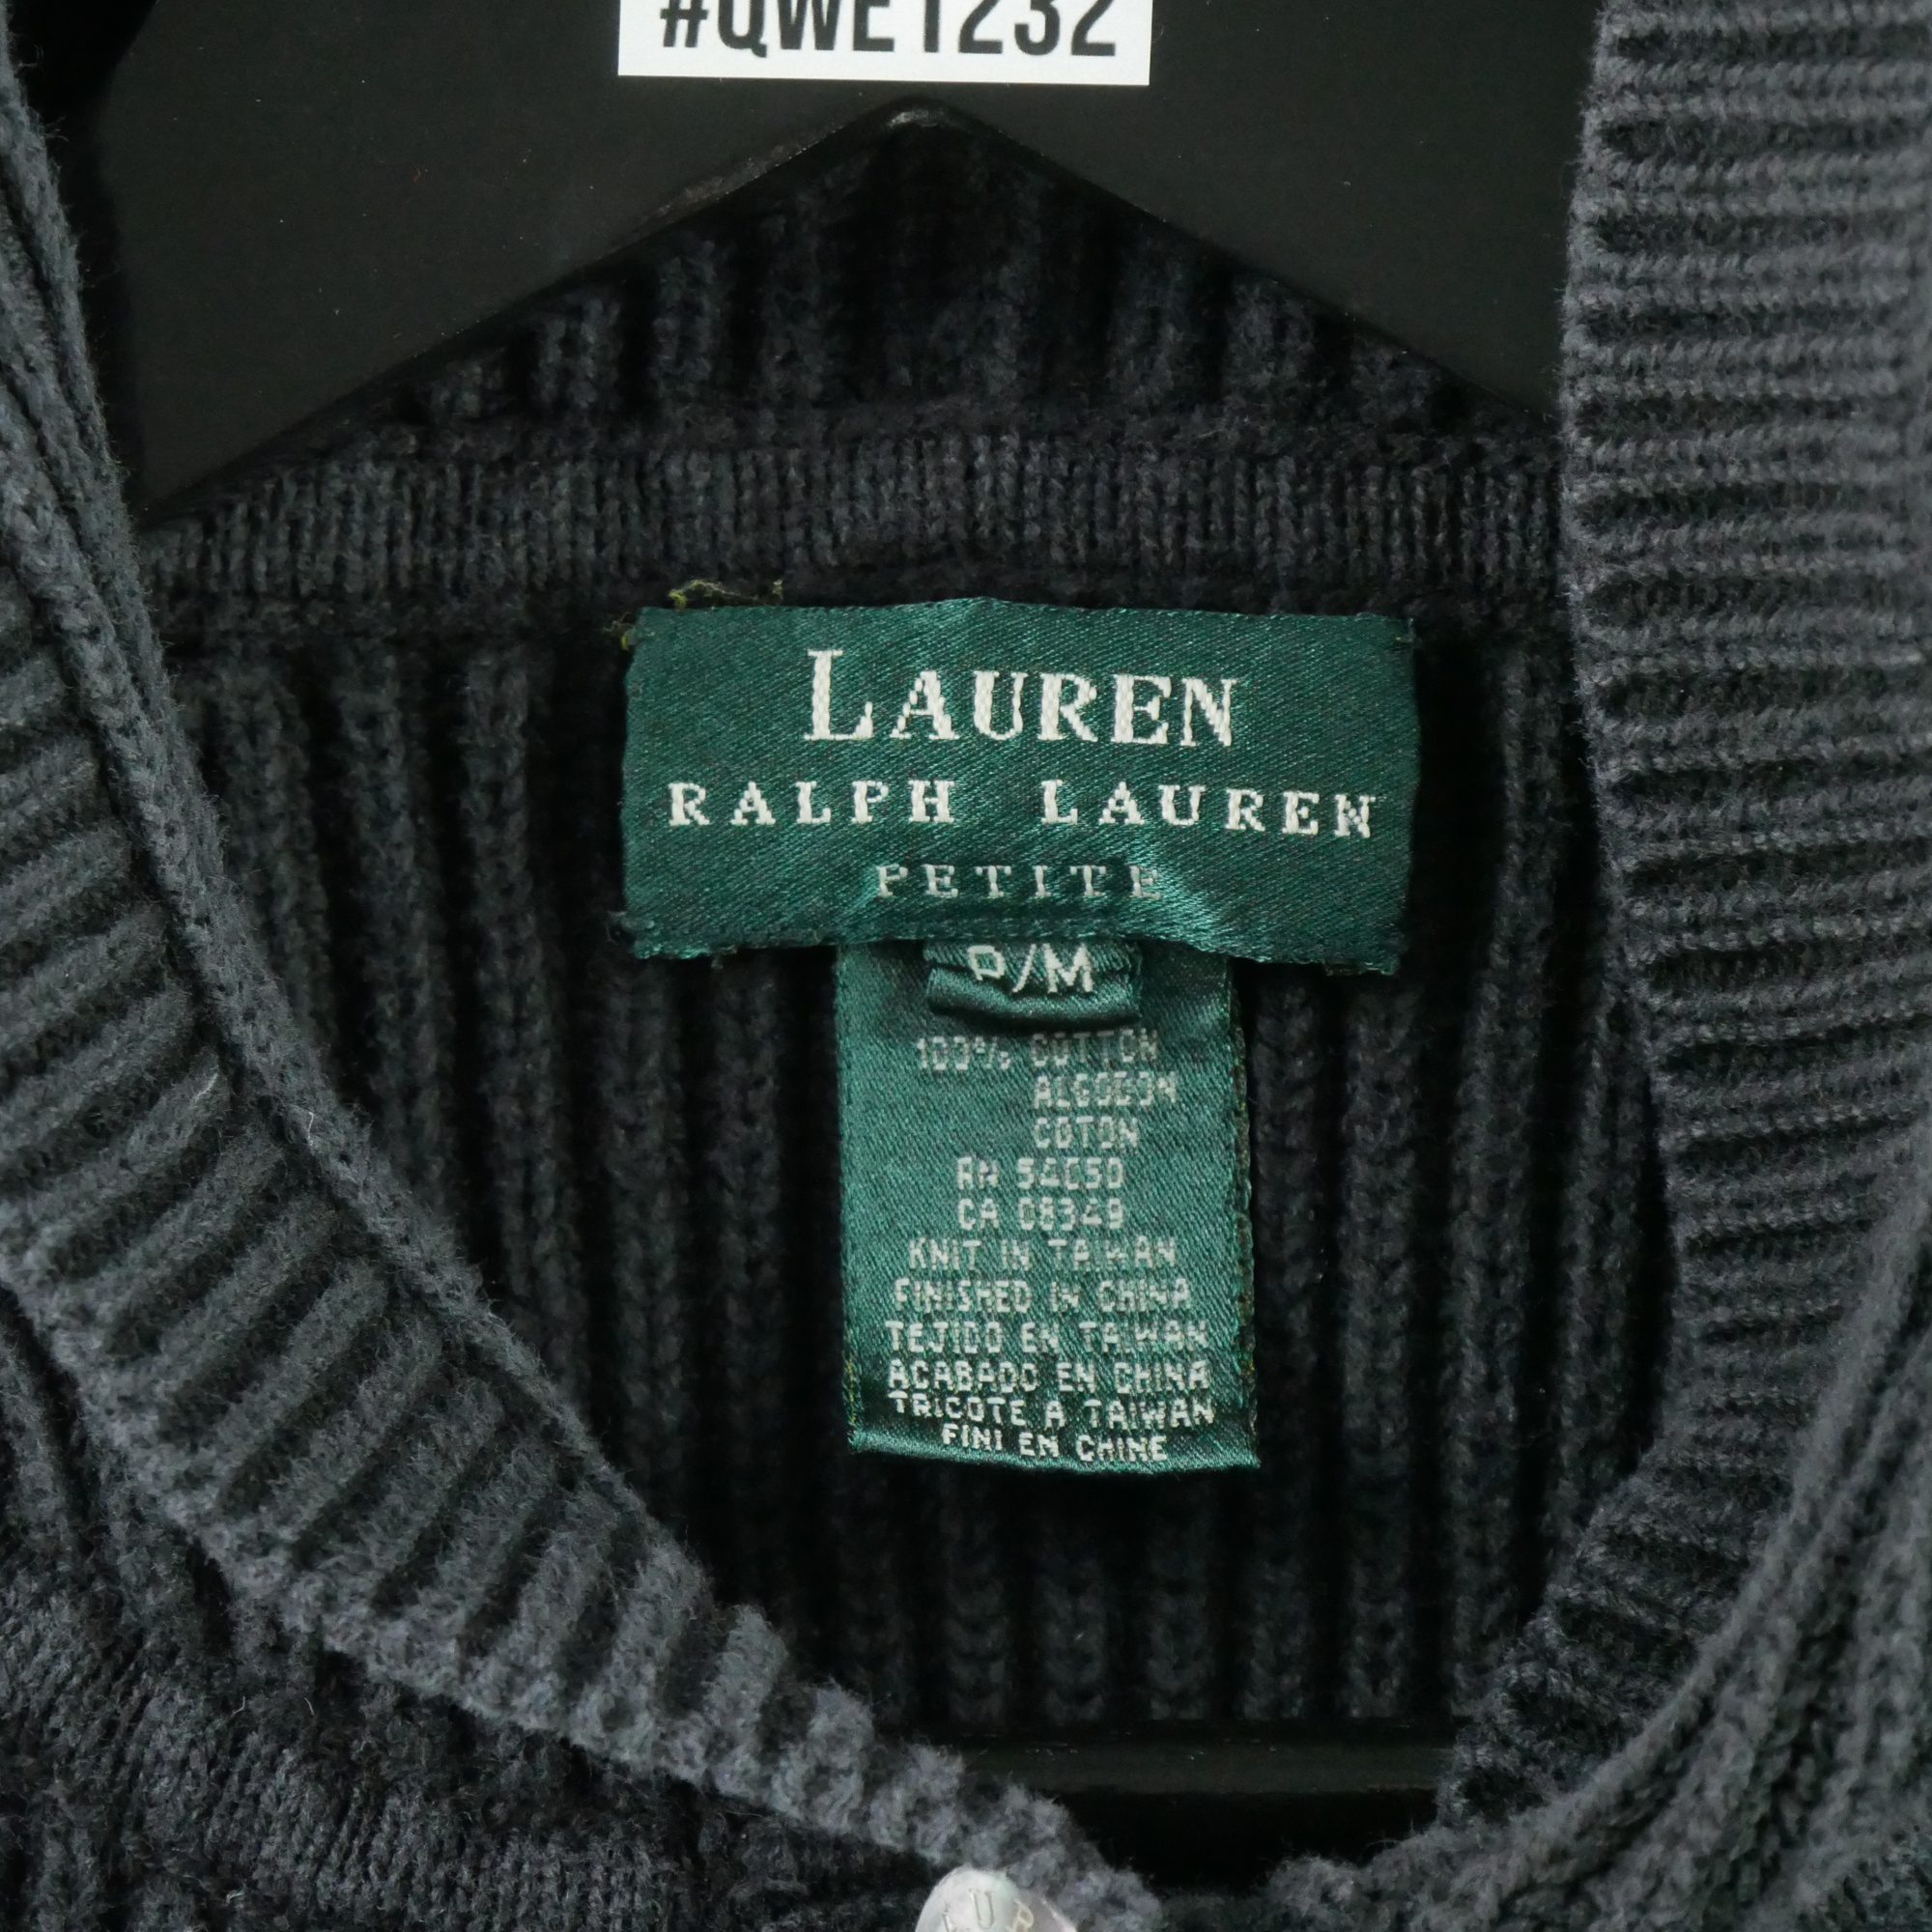 #QWE1232
LAUREN
RALPH LAUREN
PETITE
P/M
100% COTTON
ALGODON
COTON
RN 54050
CA 08349
KNIT IN TAIWAN
FINISHED IN CHINA
TEJIDO EN TAIWAN
ACABADO EN CHINA
TRICOTE A TAIWAN
FINI EN CHINE